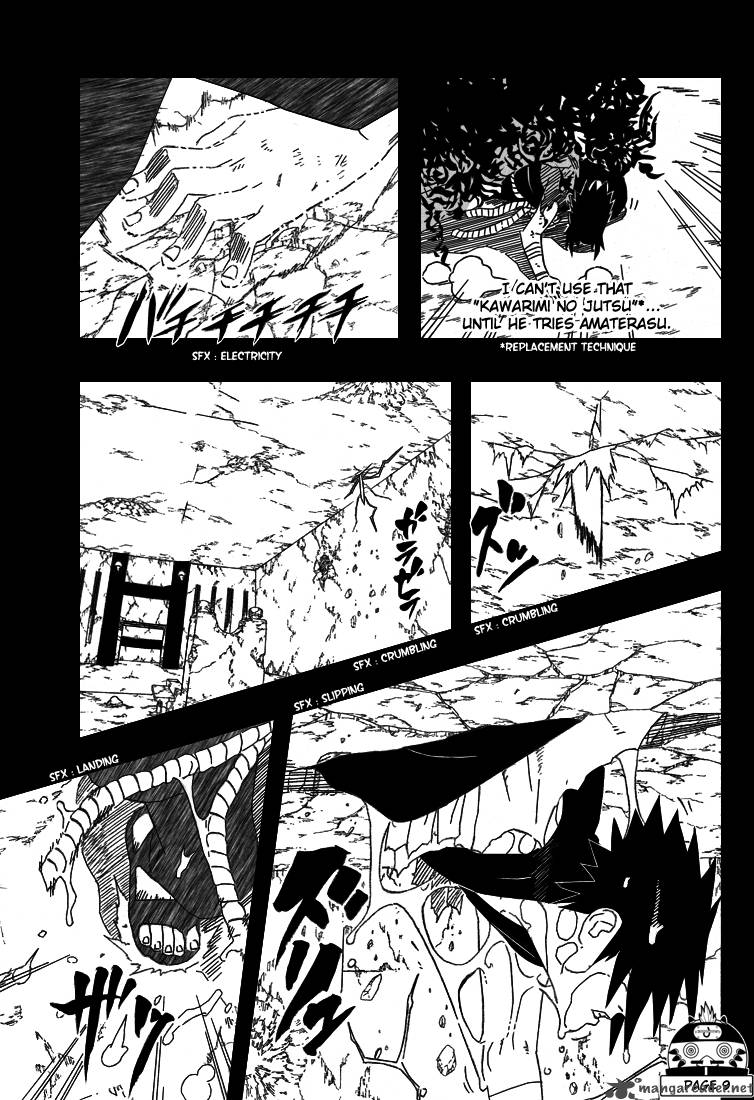 I CAN'T USE THAT
"KAWARIMI NO JUTSU"*...
UNTIL HE TRIES AMATERASU.
*REPLACEMENT TECHNIQUE
バチチチチチ
SFX : ELECTRICITY
ズッ
SFX : CRUMBLING
ガラゼラ
SFX : CRUMBLING
SFX : SLIPPING
ズリュ
SFX : LANDING
ザッ
PAGE 9
mangareader.net